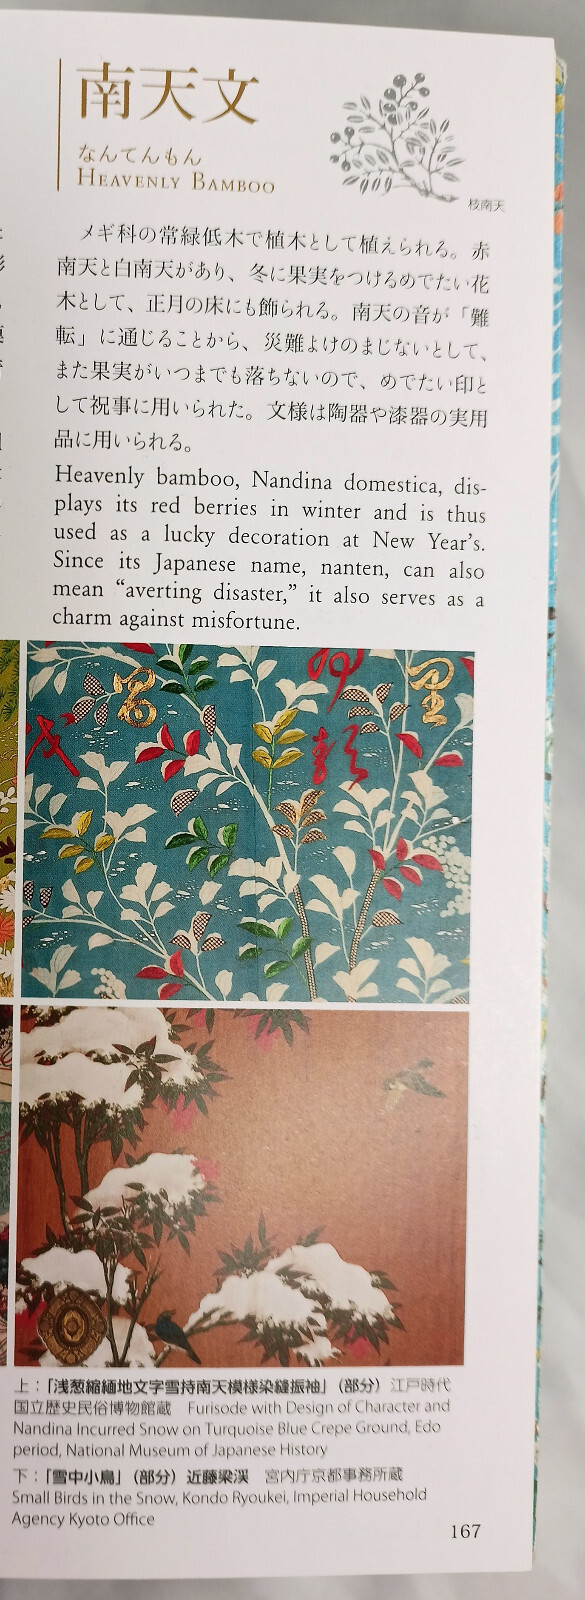 南天文
なんてんもん
HEAVENLY BAMBOO
枝南天
メギ科の常緑低木で植木として植えられる。赤
南天と白南天があり、冬に果実をつけるめでたい花
木として、正月の床にも飾られる。南天の音が「難
転」に通じることから、災難よけのまじないとして、
また果実がいつまでも落ちないので、めでたい印と
して祝事に用いられた。文様は陶器や漆器の実用
品に用いられる。
Heavenly bamboo, Nandina domestica, dis-
plays its red berries in winter and is thus
used as a lucky decoration at New Year's.
Since its Japanese name, nanten, can also
mean “averting disaster,” it also serves as a
charm against misfortune.
上：「浅葱縮緬地文字雪持南天模様染縫振袖」（部分） 江戸時代
国立歴史民俗博物館蔵 Furisode with Design of Character and
Nandina Incurred Snow on Turquoise Blue Crepe Ground, Edo
period, National Museum of Japanese History
下：「雪中小鳥」（部分） 近藤梁渓 宮内庁京都事務所蔵
Small Birds in the Snow, Kondo Ryoukei, Imperial Household
Agency Kyoto Office
167